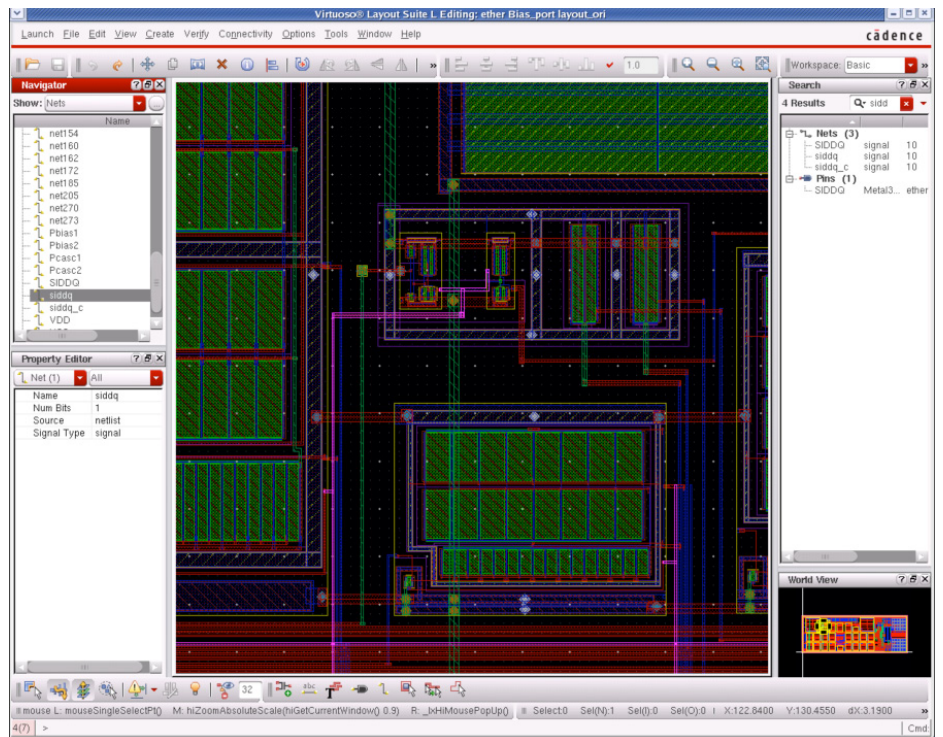 Virtuoso® Layout Suite L Editing: ether Bias_port layout_ori
Launch File Edit View Create Verify Connectivity Options Tools Window Help
cādence
» 1.0 Workspace: Basic »
Navigator
Show: Nets
Name
net154
net160
net162
net172
net185
net205
net270
net273
Pbias1
Pbias2
Pcasc1
Pcasc2
SIDDQ
siddq
siddq_c
VDD
Property Editor
Net (1) All
Name siddq
Num Bits 1
Source netlist
Signal Type signal
Search
4 Results sidd
Nets (3)
SIDDQ signal 10
siddq signal 10
siddq_c signal 10
Pins (1)
SIDDQ Metal3... ether
World View
32 abc
mouse L: mouseSingleSelectPt() M: hiZoomAbsoluteScale(hiGetCurrentWindow() 0.9) R: _lxHiMousePopUp() Select:0 Sel(N):1 Sel(I):0 Sel(O):0 X:122.8400 Y:130.4550 dX:3.1900 »
4(7) > Cmd: